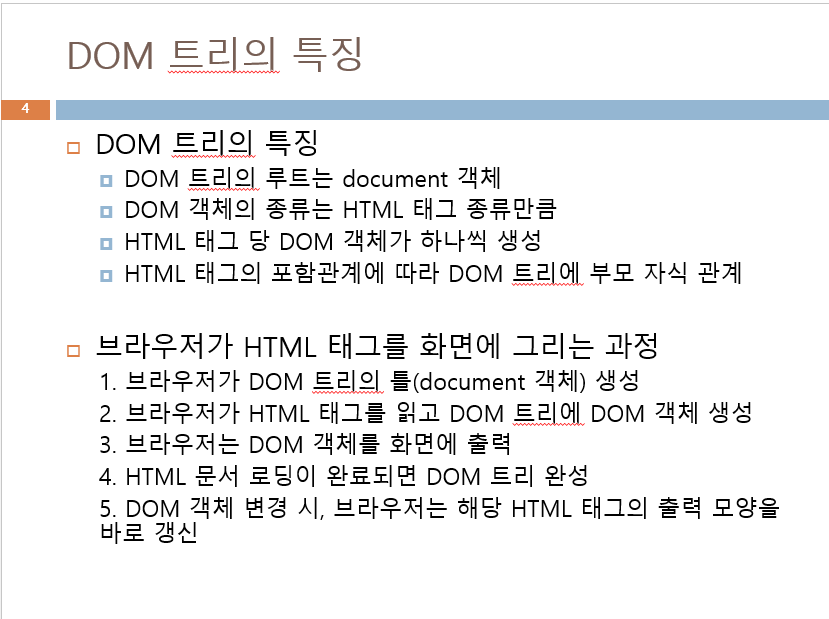 DOM 트리의 특징
4
DOM 트리의 특징
DOM 트리의 루트는 document 객체
DOM 객체의 종류는 HTML 태그 종류만큼
HTML 태그 당 DOM 객체가 하나씩 생성
HTML 태그의 포함관계에 따라 DOM 트리에 부모 자식 관계
브라우저가 HTML 태그를 화면에 그리는 과정
1. 브라우저가 DOM 트리의 틀(document 객체) 생성
2. 브라우저가 HTML 태그를 읽고 DOM 트리에 DOM 객체 생성
3. 브라우저는 DOM 객체를 화면에 출력
4. HTML 문서 로딩이 완료되면 DOM 트리 완성
5. DOM 객체 변경 시, 브라우저는 해당 HTML 태그의 출력 모양을
바로 갱신